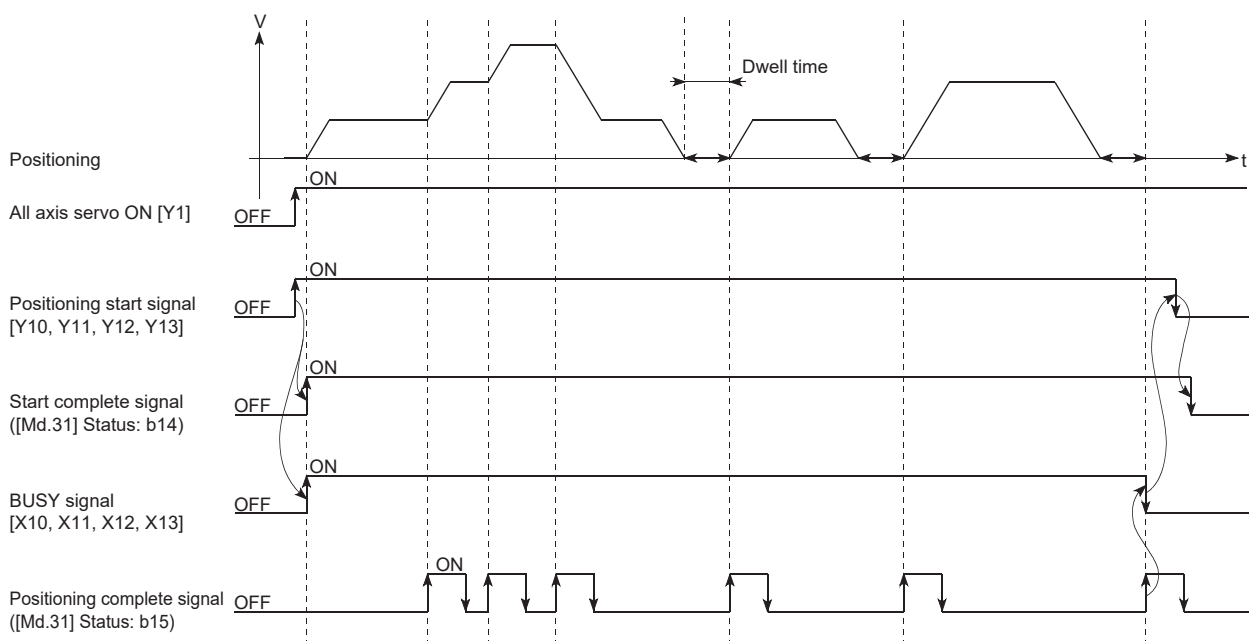 V
Dwell time
Positioning
t
ON
All axis servo ON [Y1]
OFF
ON
Positioning start signal
[Y10, Y11, Y12, Y13]
OFF
ON
Start complete signal
([Md.31] Status: b14)
OFF
ON
BUSY signal
[X10, X11, X12, X13]
OFF
ON
Positioning complete signal
([Md.31] Status: b15)
OFF